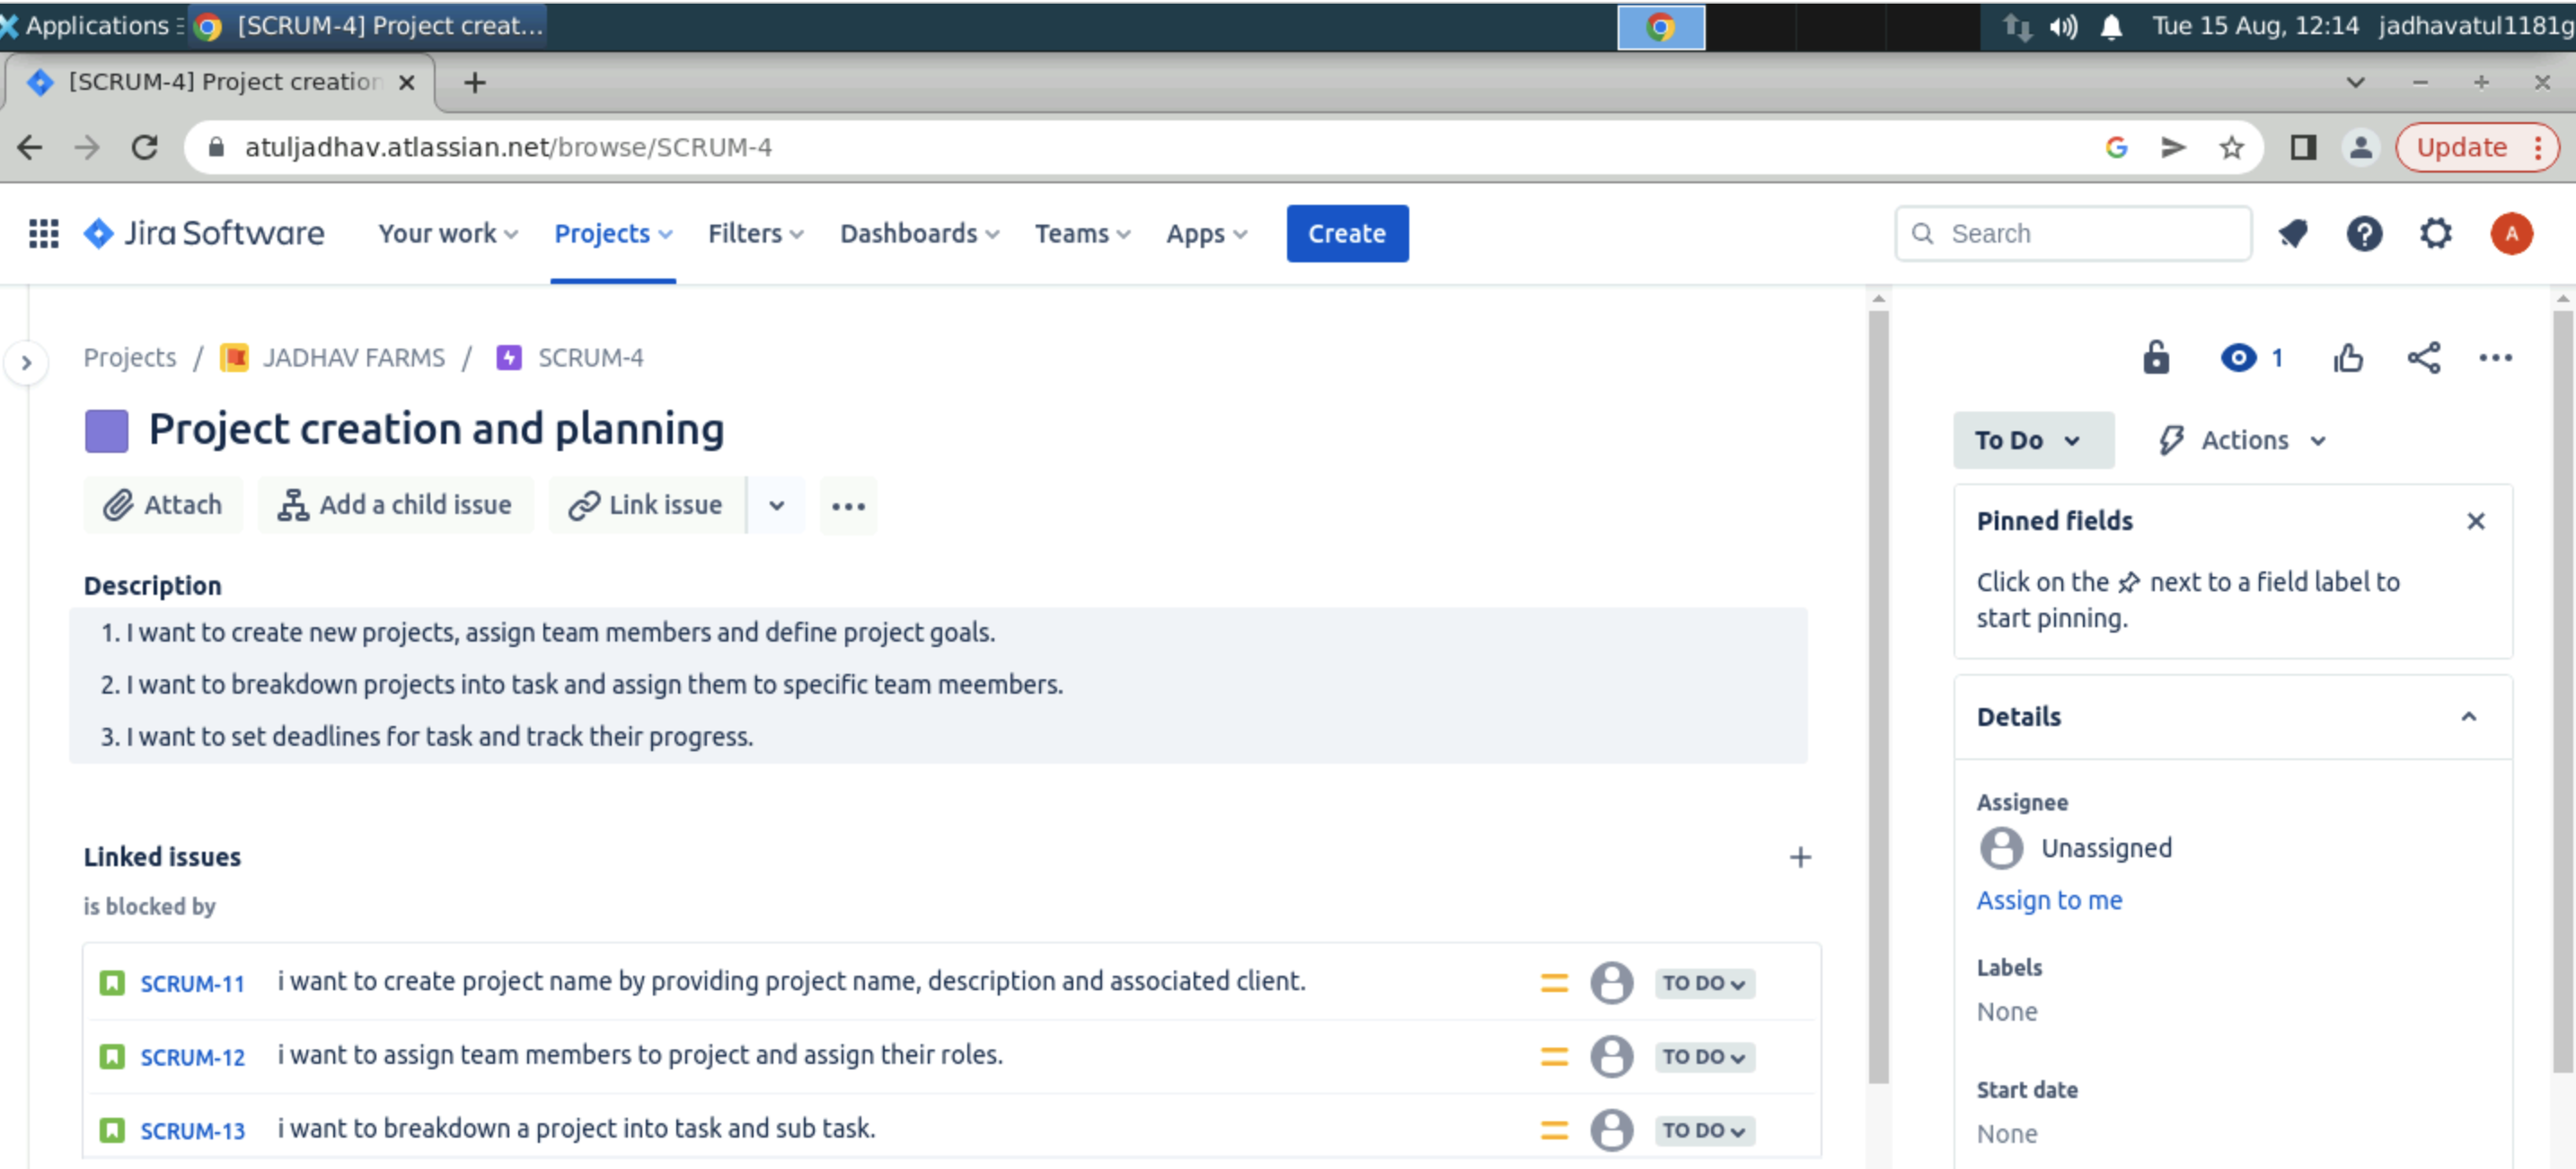 Applications [SCRUM-4] Project creat... Tue 15 Aug, 12:14 jadhavatul1181g
[SCRUM-4] Project creation
atuljadhav.atlassian.net/browse/SCRUM-4 Update
Jira Software Your work Projects Filters Dashboards Teams Apps Create Search A
Projects / JADHAV FARMS / SCRUM-4
1
Project creation and planning
To Do Actions
Attach Add a child issue Link issue
Pinned fields
Click on the next to a field label to
start pinning.
Description
1. I want to create new projects, assign team members and define project goals.
2. I want to breakdown projects into task and assign them to specific team meembers.
3. I want to set deadlines for task and track their progress.
Details
Assignee
Unassigned
Assign to me
Linked issues
is blocked by
SCRUM-11 i want to create project name by providing project name, description and associated client. TO DO
SCRUM-12 i want to assign team members to project and assign their roles. TO DO
SCRUM-13 i want to breakdown a project into task and sub task. TO DO
Labels
None
Start date
None